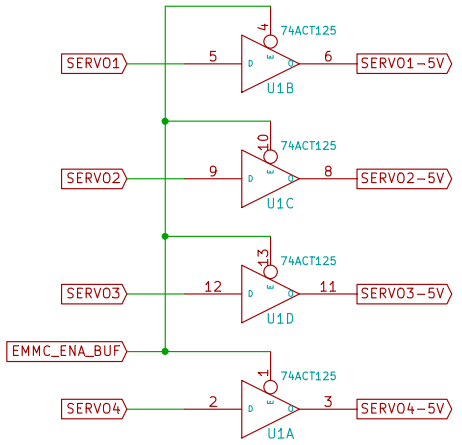 4
74ACT125
SERVO1 5 D E O 6 SERVO1-5V
U1B
10
74ACT125
SERVO2 9 D E O 8 SERVO2-5V
U1C
13
74ACT125
SERVO3 12 D E O 11 SERVO3-5V
U1D
EMMC_ENA_BUF
1
74ACT125
SERVO4 2 D E O 3 SERVO4-5V
U1A